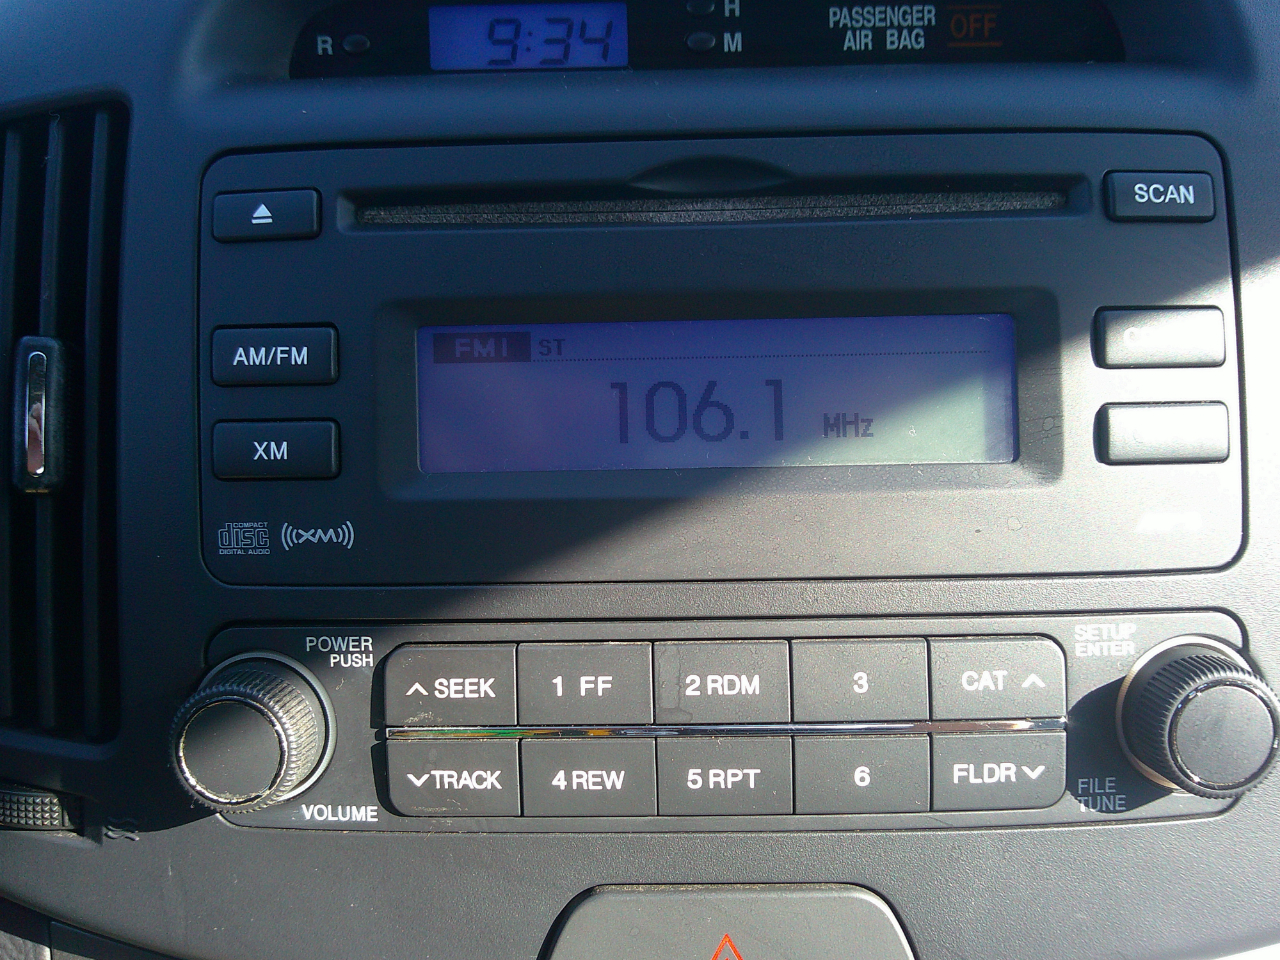 R
9:34
H
M
PASSENGER
AIR BAG
OFF
SCAN
AM/FM
FM1 ST
106.1 MHz
XM
COMPACT
disc
DIGITAL AUDIO
((XM))
POWER
PUSH
SEEK
1 FF
2 RDM
3
CAT
SETUP
ENTER
TRACK
4 REW
5 RPT
6
FLDR
VOLUME
FILE
TUNE